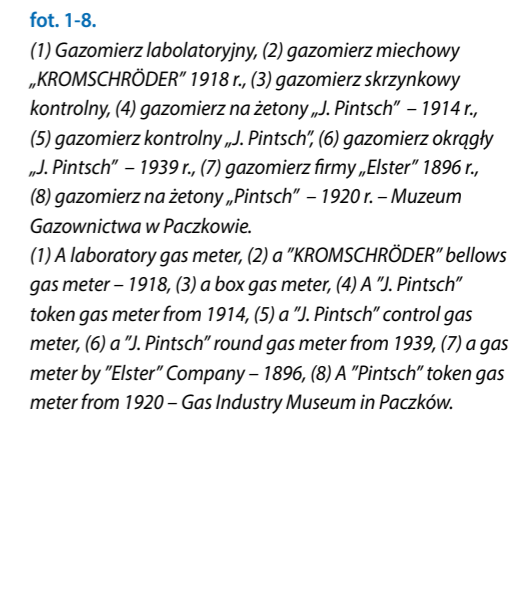 fot. 1-8.
(1) Gazomierz labolatoryjny, (2) gazomierz miechowy
„KROMSCHRÖDER” 1918 r., (3) gazomierz skrzynkowy
kontrolny, (4) gazomierz na żetony „J. Pintsch” – 1914 r.,
(5) gazomierz kontrolny „J. Pintsch”, (6) gazomierz okrągły
„J. Pintsch” – 1939 r., (7) gazomierz firmy „Elster” 1896 r.,
(8) gazomierz na żetony „Pintsch” – 1920 r. – Muzeum
Gazownictwa w Paczkowie.
(1) A laboratory gas meter, (2) a ”KROMSCHRÖDER” bellows
gas meter – 1918, (3) a box gas meter, (4) A ”J. Pintsch”
token gas meter from 1914, (5) a ”J. Pintsch” control gas
meter, (6) a ”J. Pintsch” round gas meter from 1939, (7) a gas
meter by ”Elster” Company – 1896, (8) A ”Pintsch” token gas
meter from 1920 – Gas Industry Museum in Paczków.